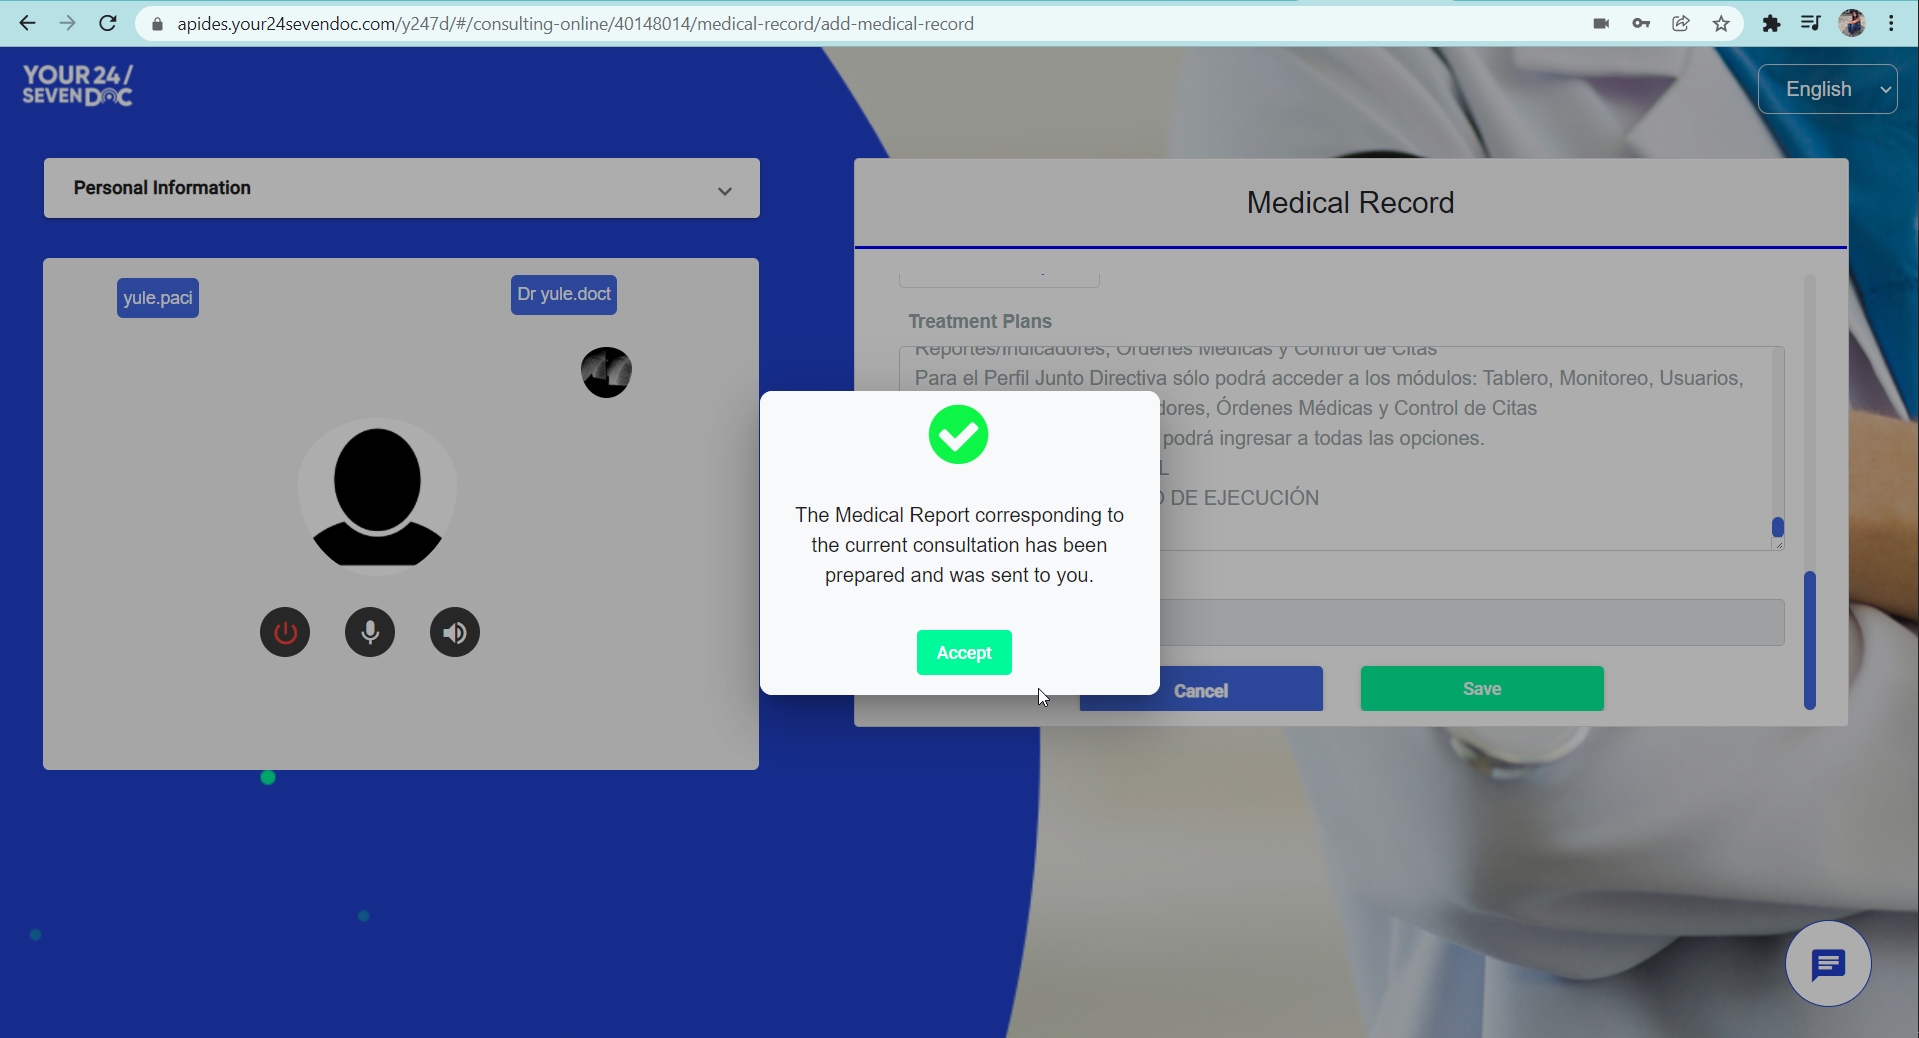 apides.your24sevendoc.com/y247d/#/consulting-online/40148014/medical-record/add-medical-record
YOUR 24/
SEVEN DOC
English
Personal Information
yule.paci
Dr yule.doct
Medical Record
Treatment Plans
Reportes/Indicadores, Órdenes Médicas y Control de Citas
Para el Perfil Junto Directiva sólo podrá acceder a los módulos: Tablero, Monitoreo, Usuarios,
dores, Órdenes Médicas y Control de Citas
podrá ingresar a todas las opciones.
L
DE EJECUCIÓN
The Medical Report corresponding to
the current consultation has been
prepared and was sent to you.
Accept
Cancel
Save